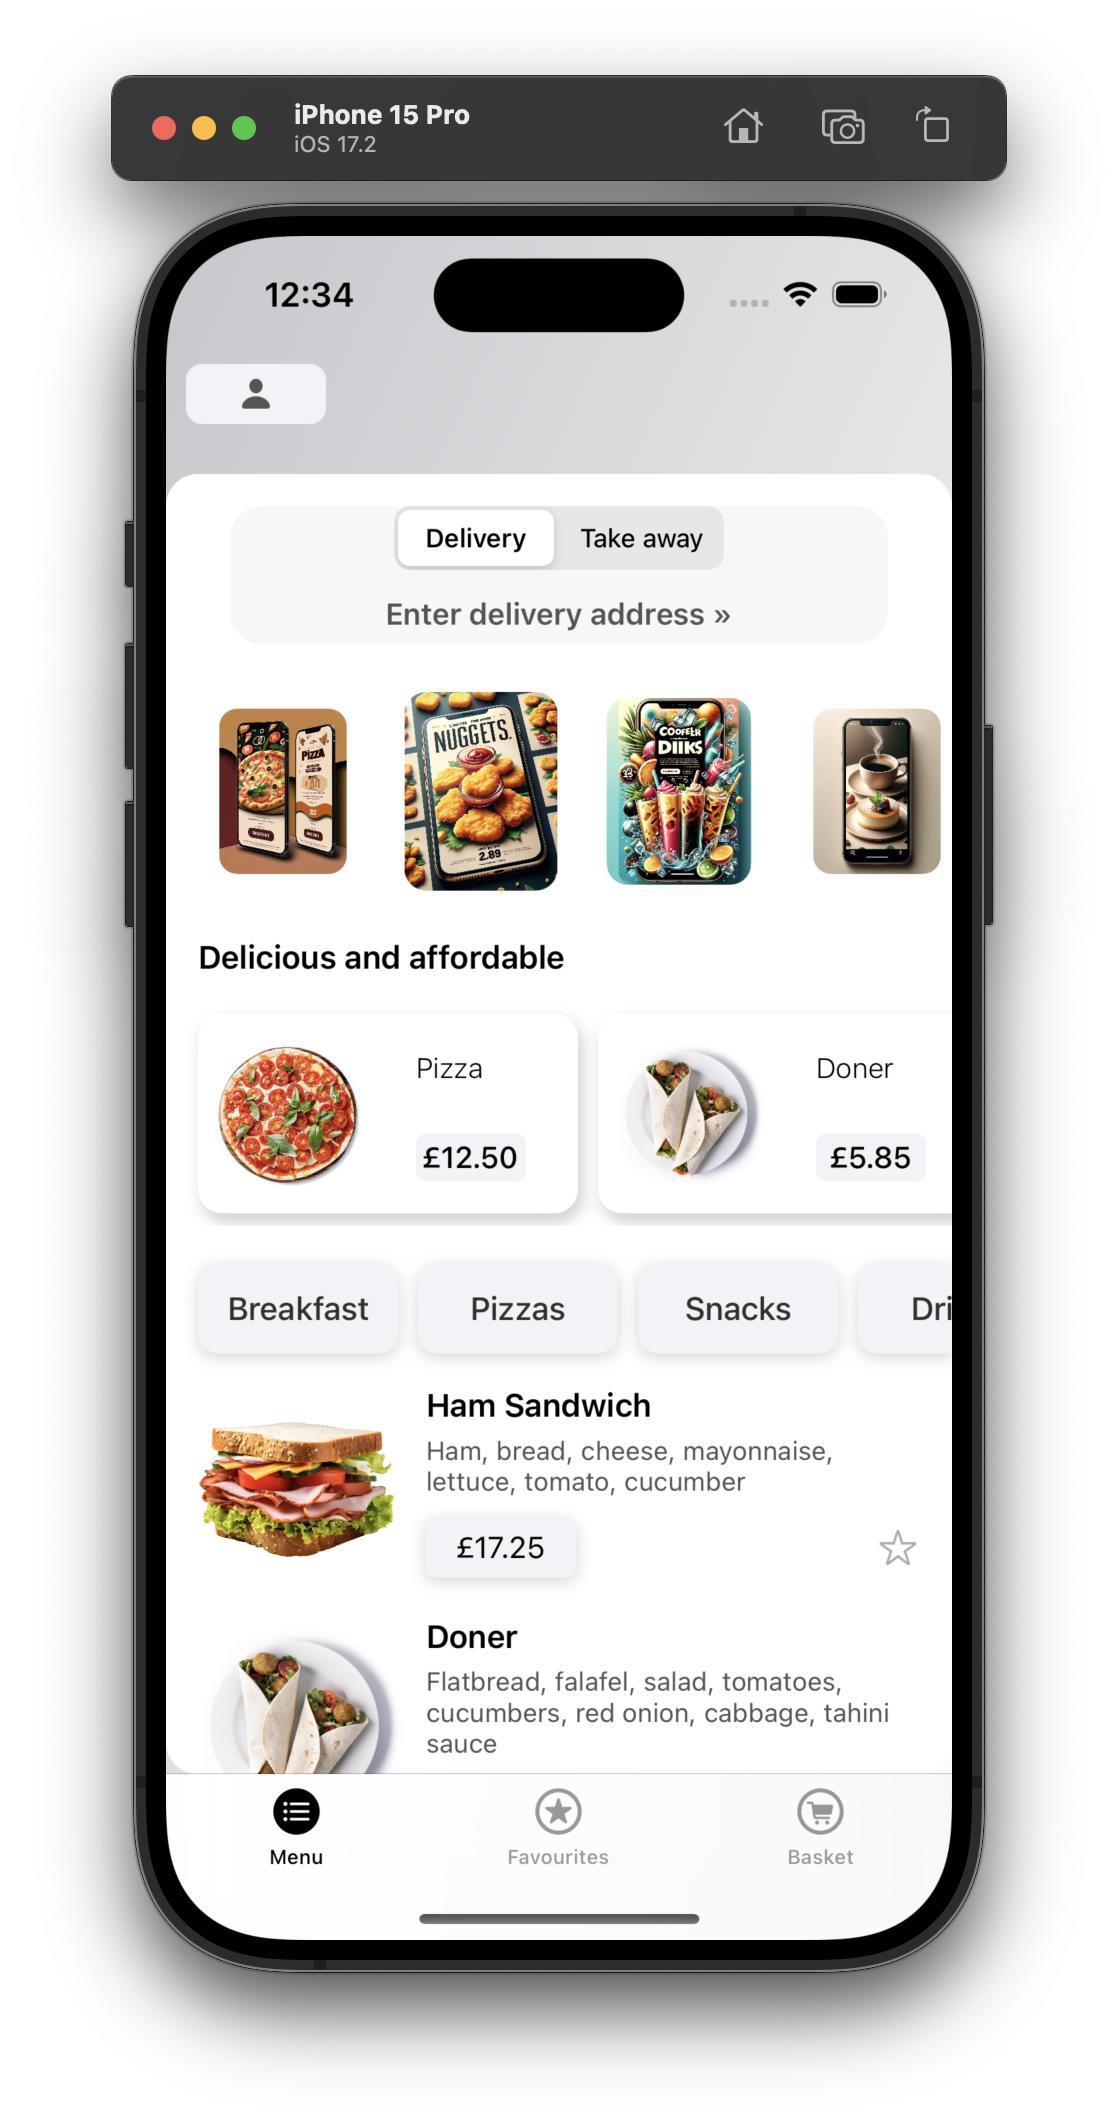 iPhone 15 Pro
iOS 17.2
12:34
Delivery
Take away
Enter delivery address »
PIZZA
NUGGETS.
2.89
COOFELR
DIIKS
Delicious and affordable
Pizza
£12.50
Doner
£5.85
Breakfast
Pizzas
Snacks
Dri
Ham Sandwich
Ham, bread, cheese, mayonnaise,
lettuce, tomato, cucumber
£17.25
Doner
Flatbread, falafel, salad, tomatoes,
cucumbers, red onion, cabbage, tahini
sauce
Menu
Favourites
Basket